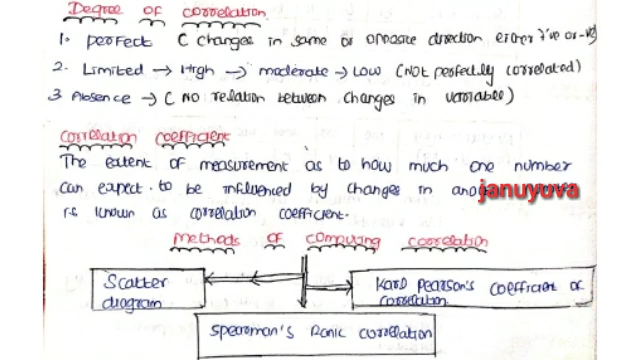 Degree of correlation
1. perfect C changes in same or opposite direction either +'ve or -ve)
2. Limited → High → moderate → Low (NOT perfectly correlated)
3 Absence → C NO relation between changes in variable)
correlation coefficient
The extent of measurement as to how much one number
can expect. to be influenced by changes in
januyuva
is known as correlation coefficient.
methods of computing correlation
Scatter diagram
Karl pearson's coefficient of correlation
Spearman's Rank correlation